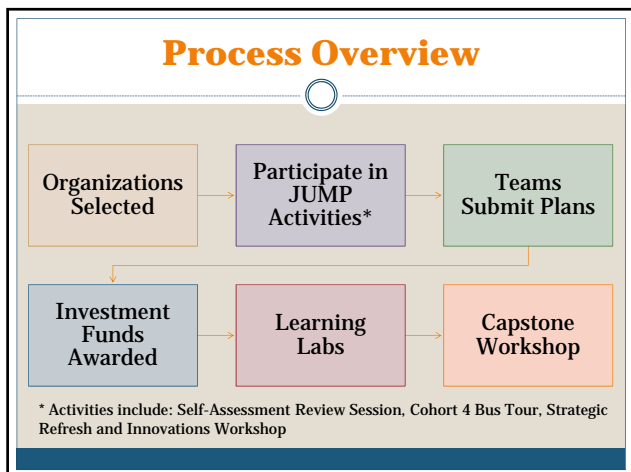 Process Overview
Organizations
Selected
Participate in
JUMP
Activities*
Teams
Submit Plans
Investment
Funds
Awarded
Learning
Labs
Capstone
Workshop
* Activities include: Self-Assessment Review Session, Cohort 4 Bus Tour, Strategic
Refresh and Innovations Workshop